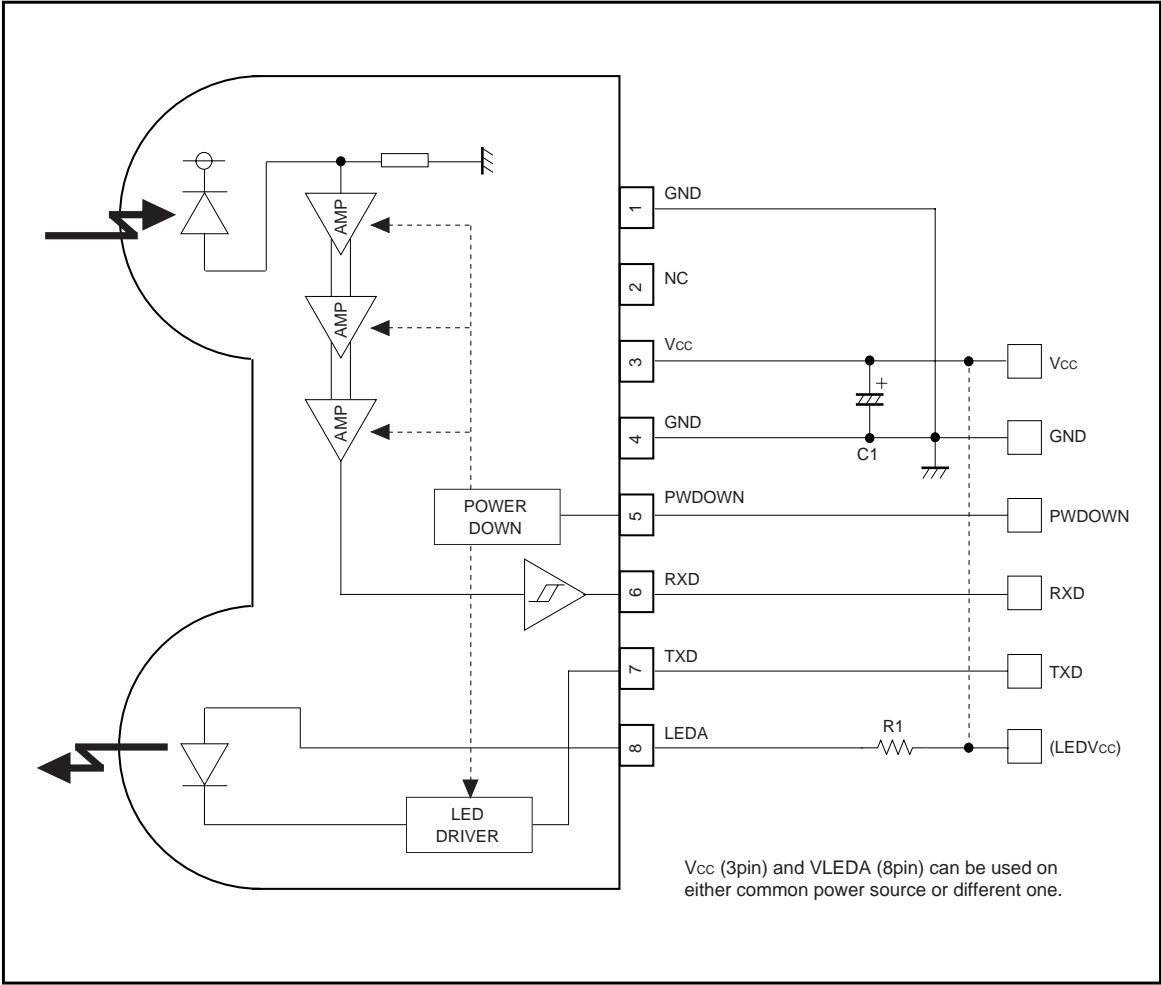 AMP
AMP
AMP
POWER
DOWN
LED
DRIVER
1
GND
2
NC
3
Vcc
Vcc
4
GND
GND
+
C1
5
PWDOWN
PWDOWN
6
RXD
RXD
7
TXD
TXD
8
LEDA
R1
(LEDVcc)
Vcc (3pin) and VLEDA (8pin) can be used on
either common power source or different one.